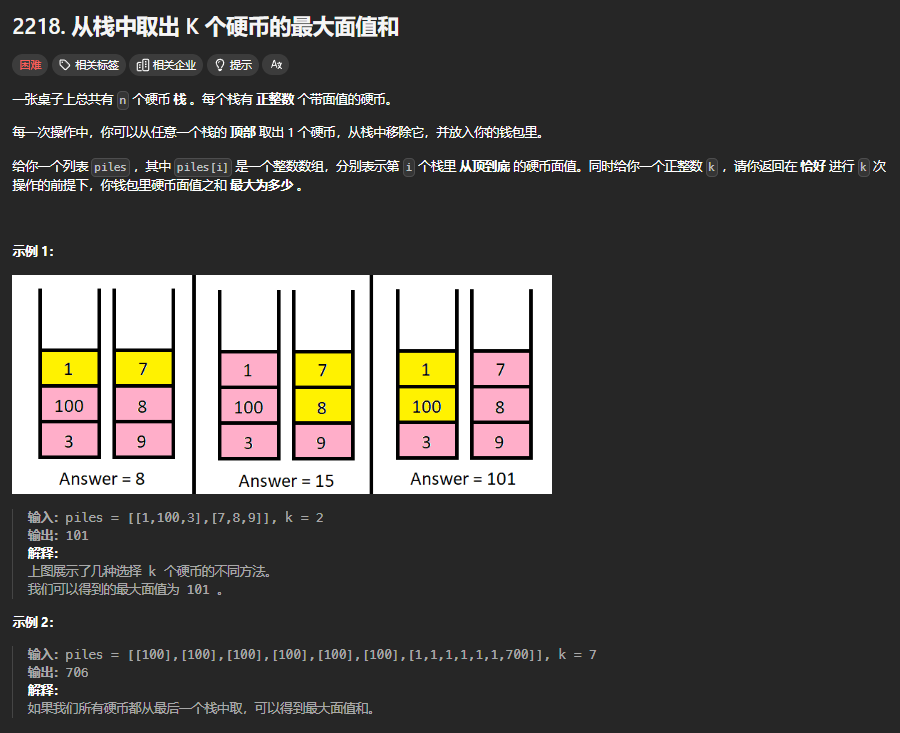 2218. 从栈中取出 K 个硬币的最大面值和
困难 相关标签 相关企业 提示 Ax
一张桌子上总共有 n 个硬币 栈 。每个栈有 正整数 个带面值的硬币。
每一次操作中，你可以从任意一个栈的 顶部 取出 1 个硬币，从栈中移除它，并放入你的钱包里。
给你一个列表 piles ，其中 piles[i] 是一个整数数组，分别表示第 i 个栈里 从顶到底 的硬币面值。同时给你一个正整数 k ，请你返回在 恰好 进行 k 次
操作的前提下，你钱包里硬币面值之和 最大为多少 。
示例 1：
1 7 1 7 1 7
100 8 100 8 100 8
3 9 3 9 3 9
Answer = 8 Answer = 15 Answer = 101
输入：piles = [[1,100,3],[7,8,9]], k = 2
输出：101
解释：
上图展示了几种选择 k 个硬币的不同方法。
我们可以得到的最大面值为 101 。
示例 2：
输入：piles = [[100],[100],[100],[100],[100],[100],[1,1,1,1,1,1,700]], k = 7
输出：706
解释：
如果我们所有硬币都从最后一个栈中取，可以得到最大面值和。